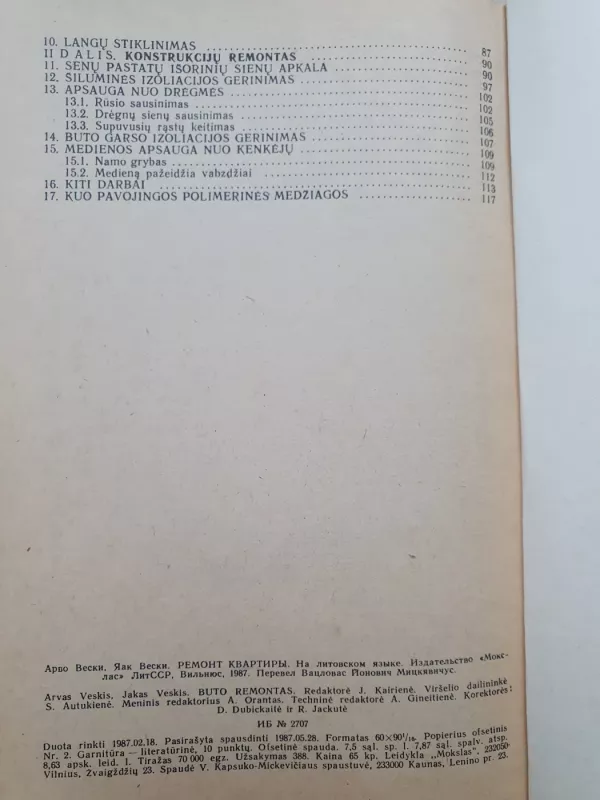 10. LANGŲ STIKLINIMAS . . . . . . . . . . . . . . . . . . . . 87
II DALIS. KONSTRUKCIJŲ REMONTAS . . . . . . . . . . . . . 90
11. SENŲ PASTATŲ IŠORINIŲ SIENŲ APKALA . . . . . . . . . . 90
12. ŠILUMINĖS IZOLIACIJOS GERINIMAS . . . . . . . . . . . . 97
13. APSAUGA NUO DRĖGMĖS . . . . . . . . . . . . . . . . . . 102
13.1. Rūsio sausinimas . . . . . . . . . . . . . . . . . . . . 102
13.2. Drėgnų sienų sausinimas . . . . . . . . . . . . . . . . 105
13.3. Supuvusių rąstų keitimas . . . . . . . . . . . . . . . . 106
14. BUTO GARSO IZOLIACIJOS GERINIMAS . . . . . . . . . . . 107
15. MEDIENOS APSAUGA NUO KENKĖJŲ . . . . . . . . . . . . . 109
15.1. Namo grybas . . . . . . . . . . . . . . . . . . . . . . 109
15.2. Medieną pažeidžia vabzdžiai . . . . . . . . . . . . . . 112
16. KITI DARBAI . . . . . . . . . . . . . . . . . . . . . . . 113
17. KUO PAVOJINGOS POLIMERINĖS MEDŽIAGOS . . . . . . . . . 117
Арво Вески, Яак Вески. РЕМОНТ КВАРТИРЫ. На литовском языке. Издательство «Мокс-
лас» ЛитССР, Вильнюс, 1987. Перевел Вацловас Ионович Мицкявичус.
Arvas Veskis, Jakas Veskis. BUTO REMONTAS. Redaktorė J. Kairienė. Viršelio dailininkė
S. Autukienė. Meninis redaktorius A. Orantas. Techninė redaktorė A. Gineitienė. Korektorės:
D. Dubickaitė ir R. Jackutė
ИБ № 2707
Duota rinkti 1987.02.18. Pasirašyta spausdinti 1987.05.28. Formatas 60×90¹/₁₆. Popierius ofsetinis
Nr. 2. Garnitūra — literatūrinė, 10 punktų. Ofsetinė spauda. 7,5 sąl. sp. l. 7,87 sąl. spalv. atsp.
8,63 apsk. leid. l. Tiražas 70 000 egz. Užsakymas 388. Kaina 65 kp. Leidykla „Mokslas“, 232050
Vilnius, Žvaigždžių 23. Spaudė V. Kapsuko-Mickevičiaus spaustuvė, 233000 Kaunas, Lenino pr. 23.